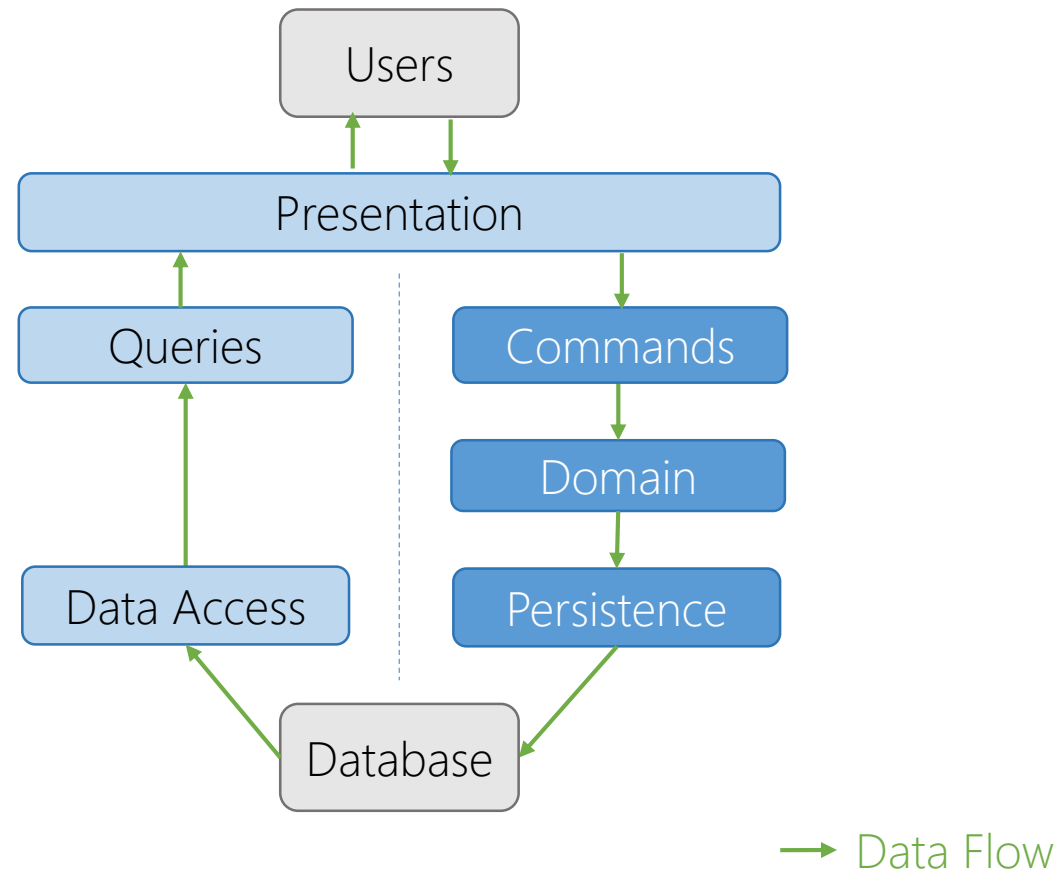 Users
Presentation
Queries
Commands
Domain
Data Access
Persistence
Database
Data Flow